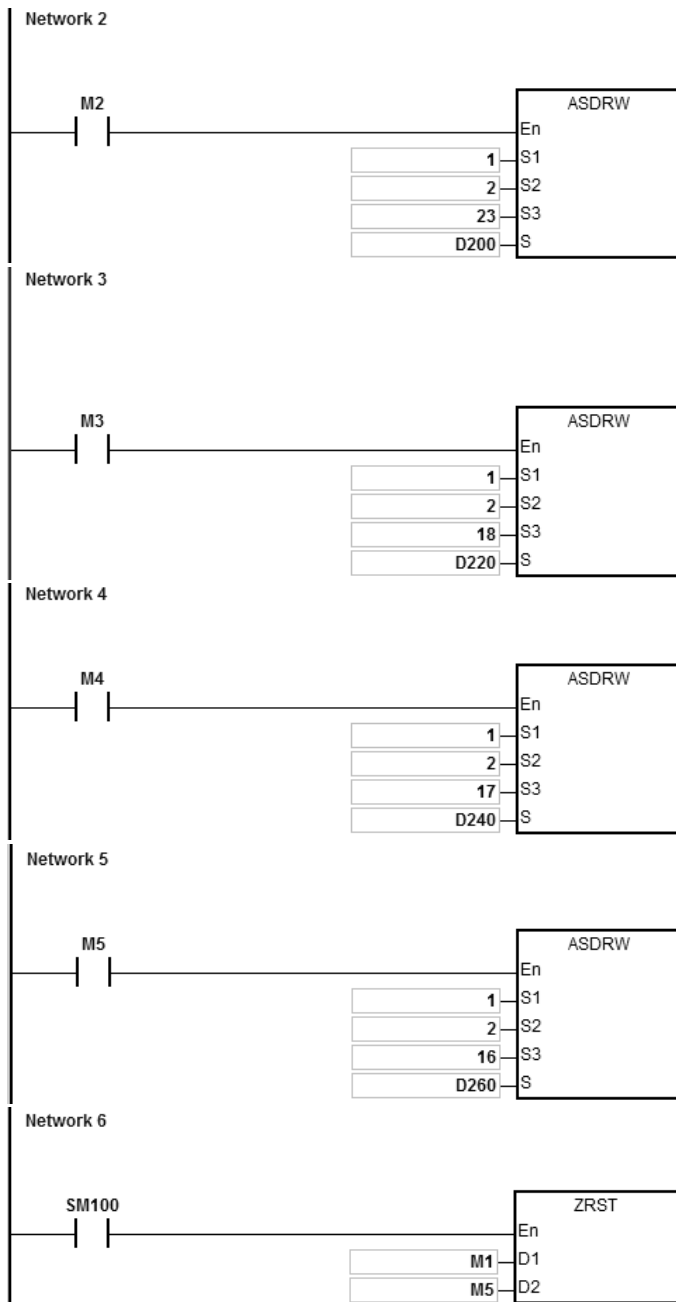 Network 2
M2
ASDRW
En
1 S1
2 S2
23 S3
D200 S
Network 3
M3
ASDRW
En
1 S1
2 S2
18 S3
D220 S
Network 4
M4
ASDRW
En
1 S1
2 S2
17 S3
D240 S
Network 5
M5
ASDRW
En
1 S1
2 S2
16 S3
D260 S
Network 6
SM100
ZRST
En
M1 D1
M5 D2